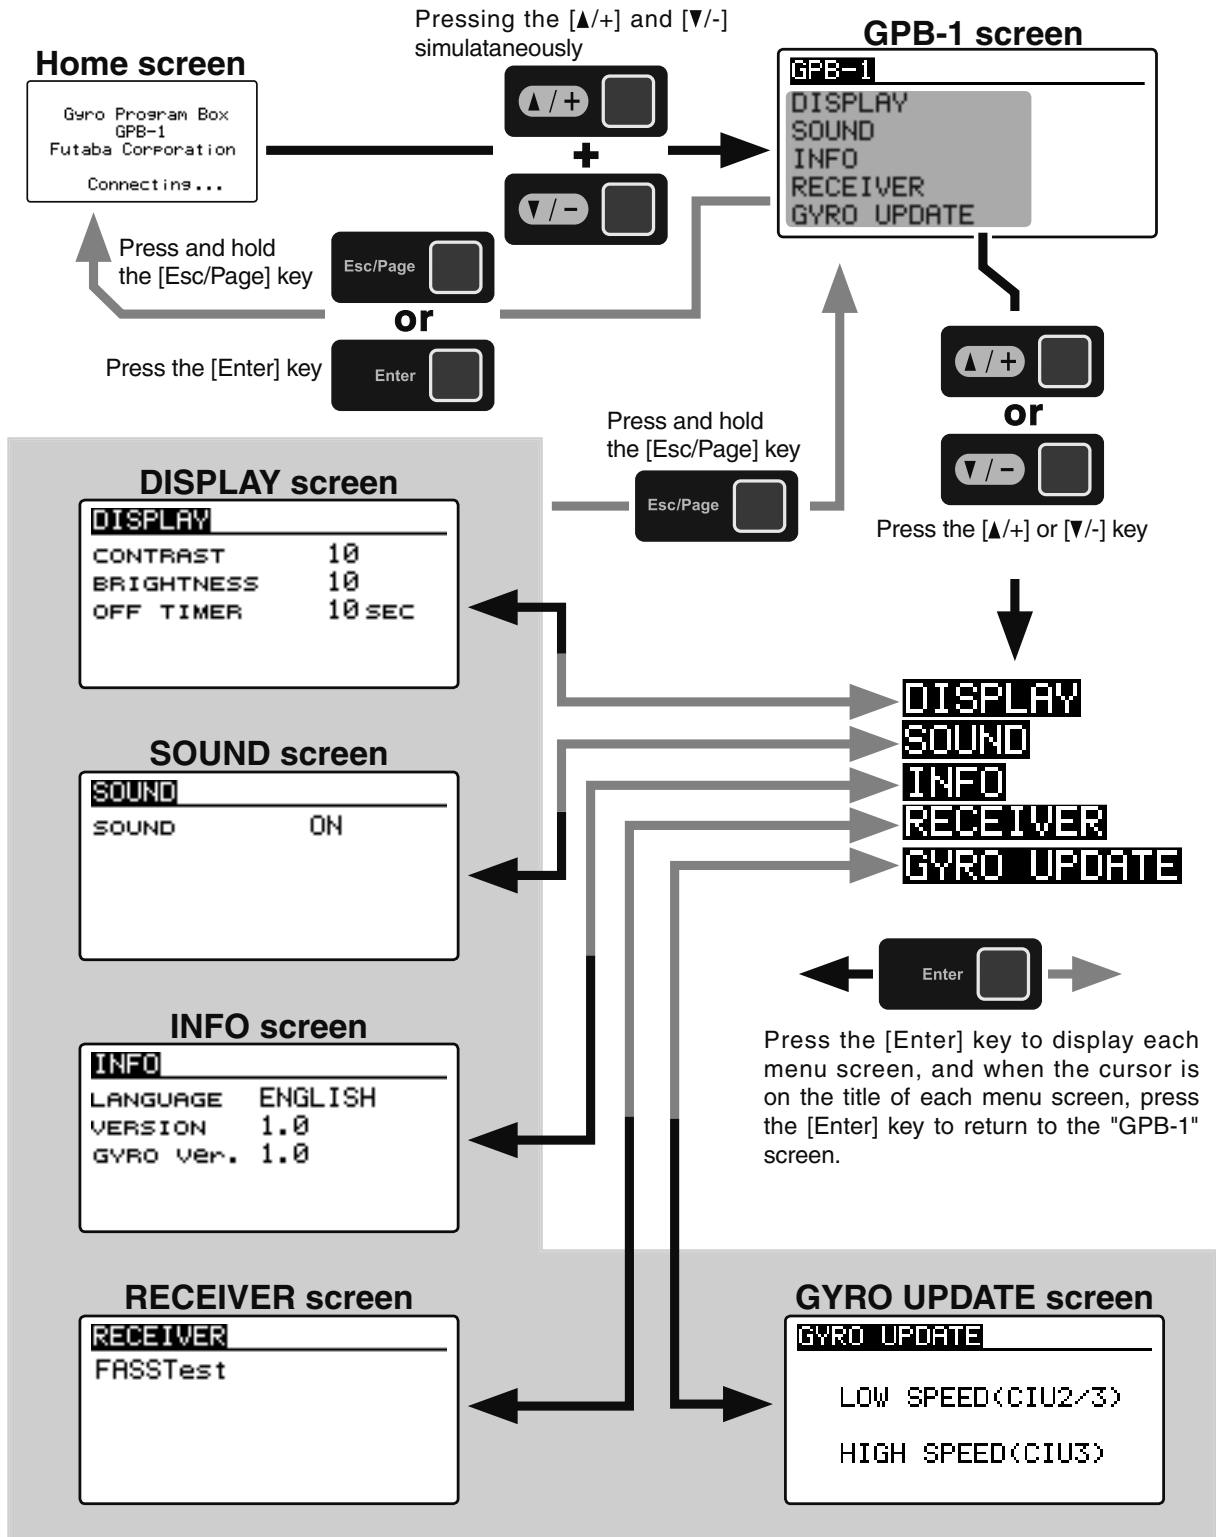 Pressing the [▲/+] and [▼/-]
simulataneously
GPB-1 screen
Home screen
Gyro Program Box
GPB-1
Futaba Corporation
Connecting...
▲/+
+
▼/-
GPB-1
DISPLAY
SOUND
INFO
RECEIVER
GYRO UPDATE
Press and hold
the [Esc/Page] key
Esc/Page
or
Press the [Enter] key
Enter
▲/+
or
▼/-
Press the [▲/+] or [▼/-] key
Press and hold
the [Esc/Page] key
Esc/Page
DISPLAY screen
DISPLAY
CONTRAST 10
BRIGHTNESS 10
OFF TIMER 10 SEC
DISPLAY
SOUND
INFO
RECEIVER
GYRO UPDATE
SOUND screen
SOUND
SOUND ON
Enter
Press the [Enter] key to display each
menu screen, and when the cursor is
on the title of each menu screen, press
the [Enter] key to return to the "GPB-1"
screen.
INFO screen
INFO
LANGUAGE ENGLISH
VERSION 1.0
GYRO Ver. 1.0
RECEIVER screen
RECEIVER
FASSTest
GYRO UPDATE screen
GYRO UPDATE
LOW SPEED(CIU2/3)
HIGH SPEED(CIU3)